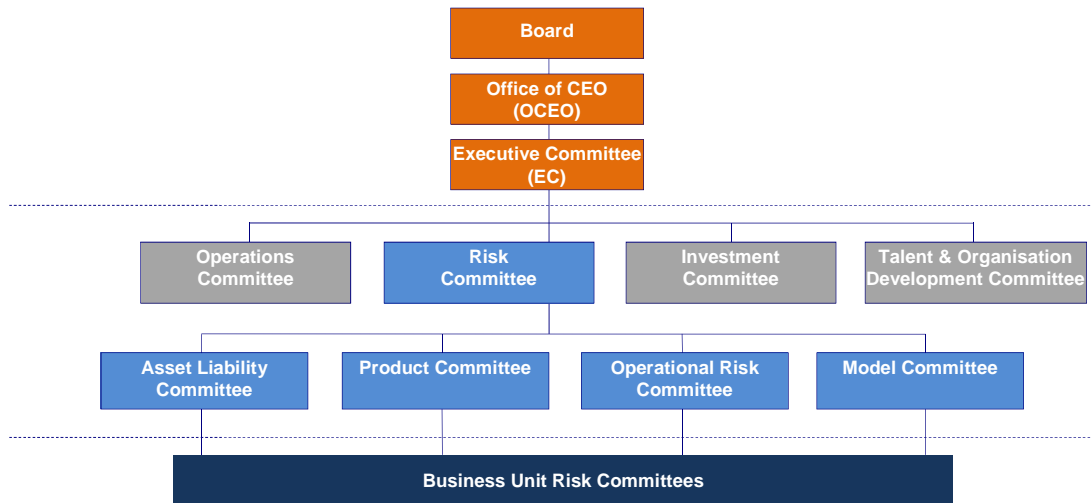 Board
Office of CEO
(OCEO)
Executive Committee
(EC)
Operations
Committee
Risk
Committee
Investment
Committee
Talent & Organisation
Development Committee
Asset Liability
Committee
Product Committee
Operational Risk
Committee
Model Committee
Business Unit Risk Committees